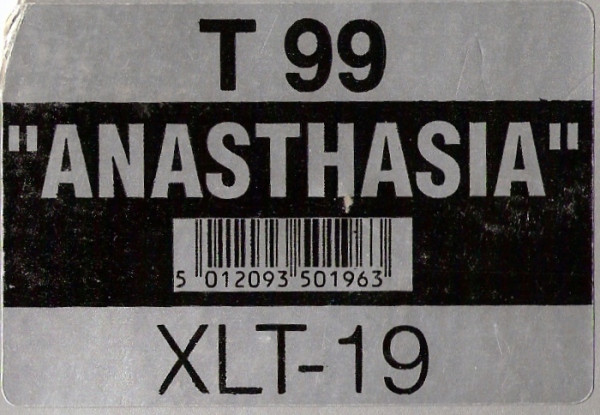 T 99
"ANASTHASIA"
5 012093 501963
XLT-19